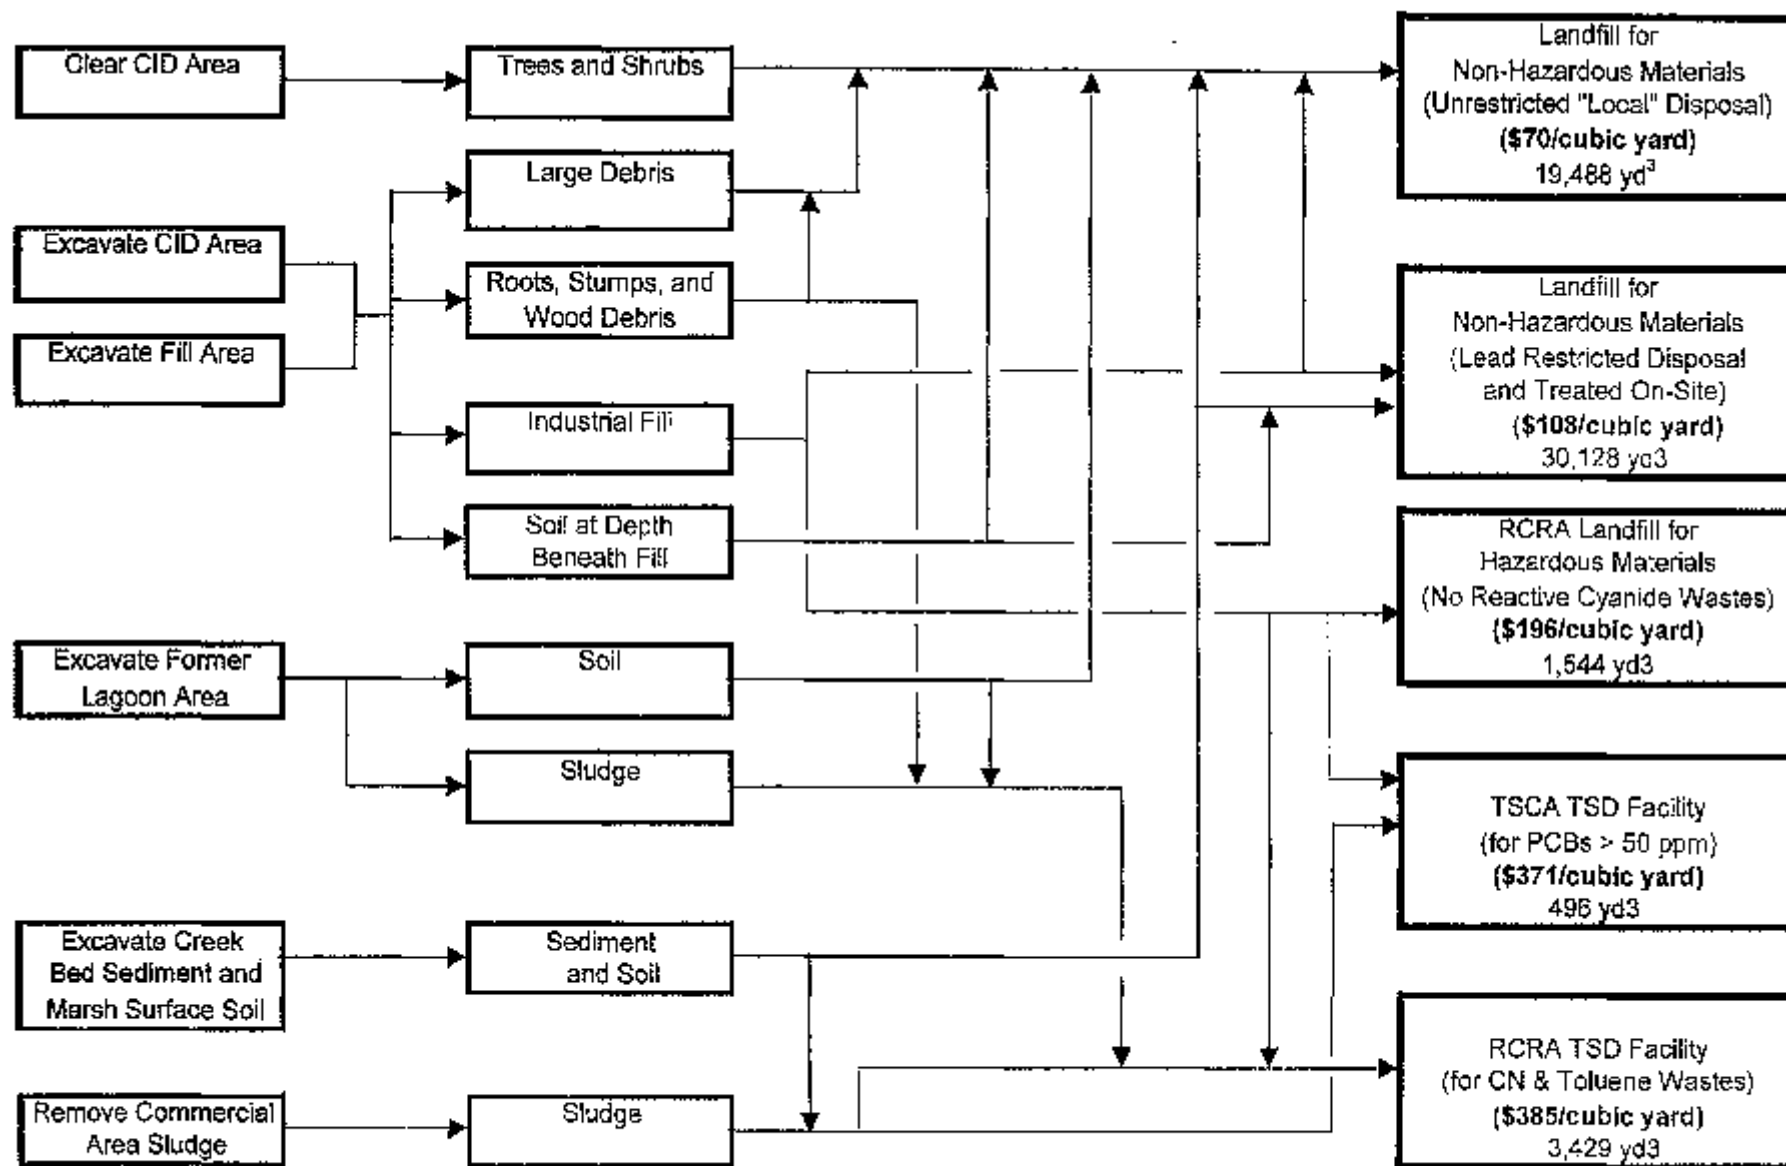 Clear CID Area
Excavate CID Area
Excavate Fill Area
Excavate Former
Lagoon Area
Excavate Creek
Bed Sediment and
Marsh Surface Soil
Remove Commercial
Area Sludge
Trees and Shrubs
Large Debris
Roots, Stumps, and
Wood Debris
Industrial Fill
Soil at Depth
Beneath Fill
Soil
Sludge
Sediment
and Soil
Sludge
Landfill for
Non-Hazardous Materials
(Unrestricted "Local" Disposal)
($70/cubic yard)
19,488 yd³
Landfill for
Non-Hazardous Materials
(Lead Restricted Disposal
and Treated On-Site)
($108/cubic yard)
30,128 yd3
RCRA Landfill for
Hazardous Materials
(No Reactive Cyanide Wastes)
($196/cubic yard)
1,544 yd3
TSCA TSD Facility
(for PCBs > 50 ppm)
($371/cubic yard)
496 yd3
RCRA TSD Facility
(for CN & Toluene Wastes)
($385/cubic yard)
3,429 yd3